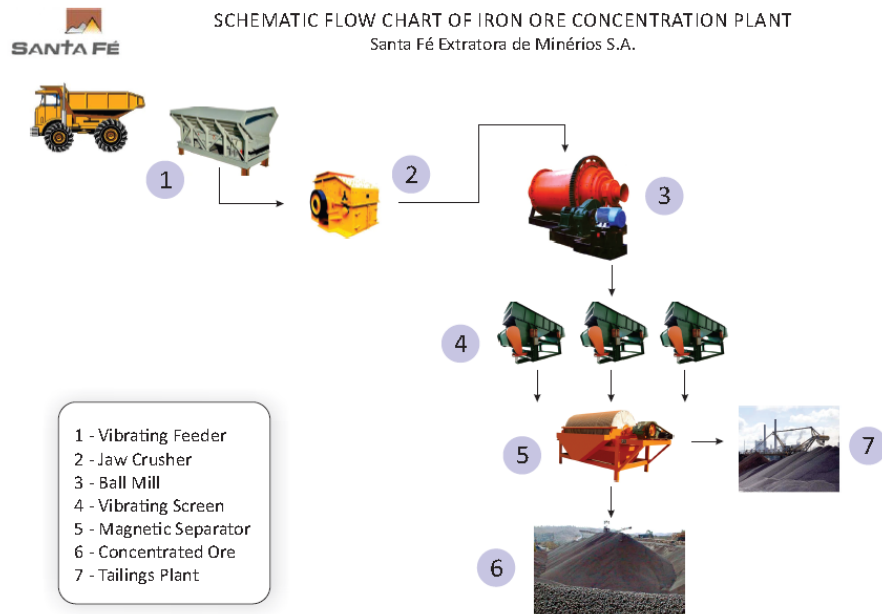 SCHEMATIC FLOW CHART OF IRON ORE CONCENTRATION PLANT
Santa Fé Extratora de Minérios S.A.
SANTA FÉ
1
2
3
4
5
7
6
1 - Vibrating Feeder
2 - Jaw Crusher
3 - Ball Mill
4 - Vibrating Screen
5 - Magnetic Separator
6 - Concentrated Ore
7 - Tailings Plant